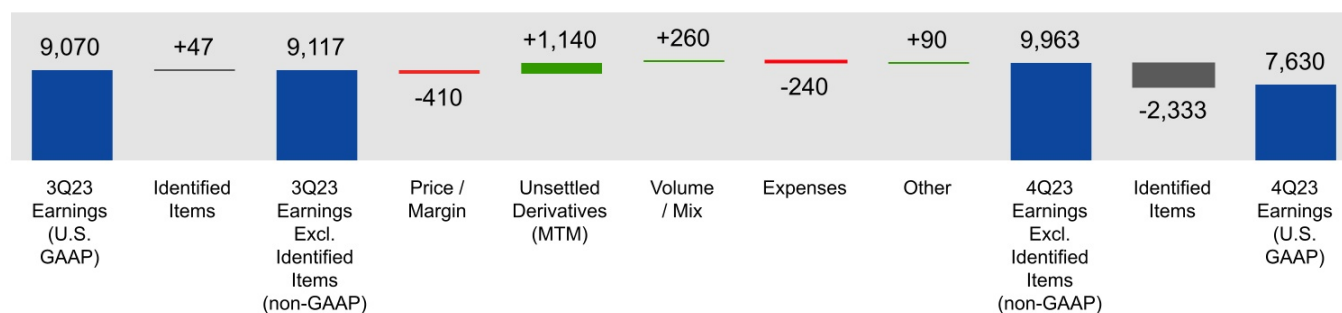 9,070
+47
9,117
-410
+1,140
+260
-240
+90
9,963
-2,333
7,630
3Q23
Earnings
(U.S.
GAAP)
Identified
Items
3Q23
Earnings
Excl.
Identified
Items
(non-GAAP)
Price /
Margin
Unsettled
Derivatives
(MTM)
Volume
/ Mix
Expenses
Other
4Q23
Earnings
Excl.
Identified
Items
(non-GAAP)
Identified
Items
4Q23
Earnings
(U.S.
GAAP)